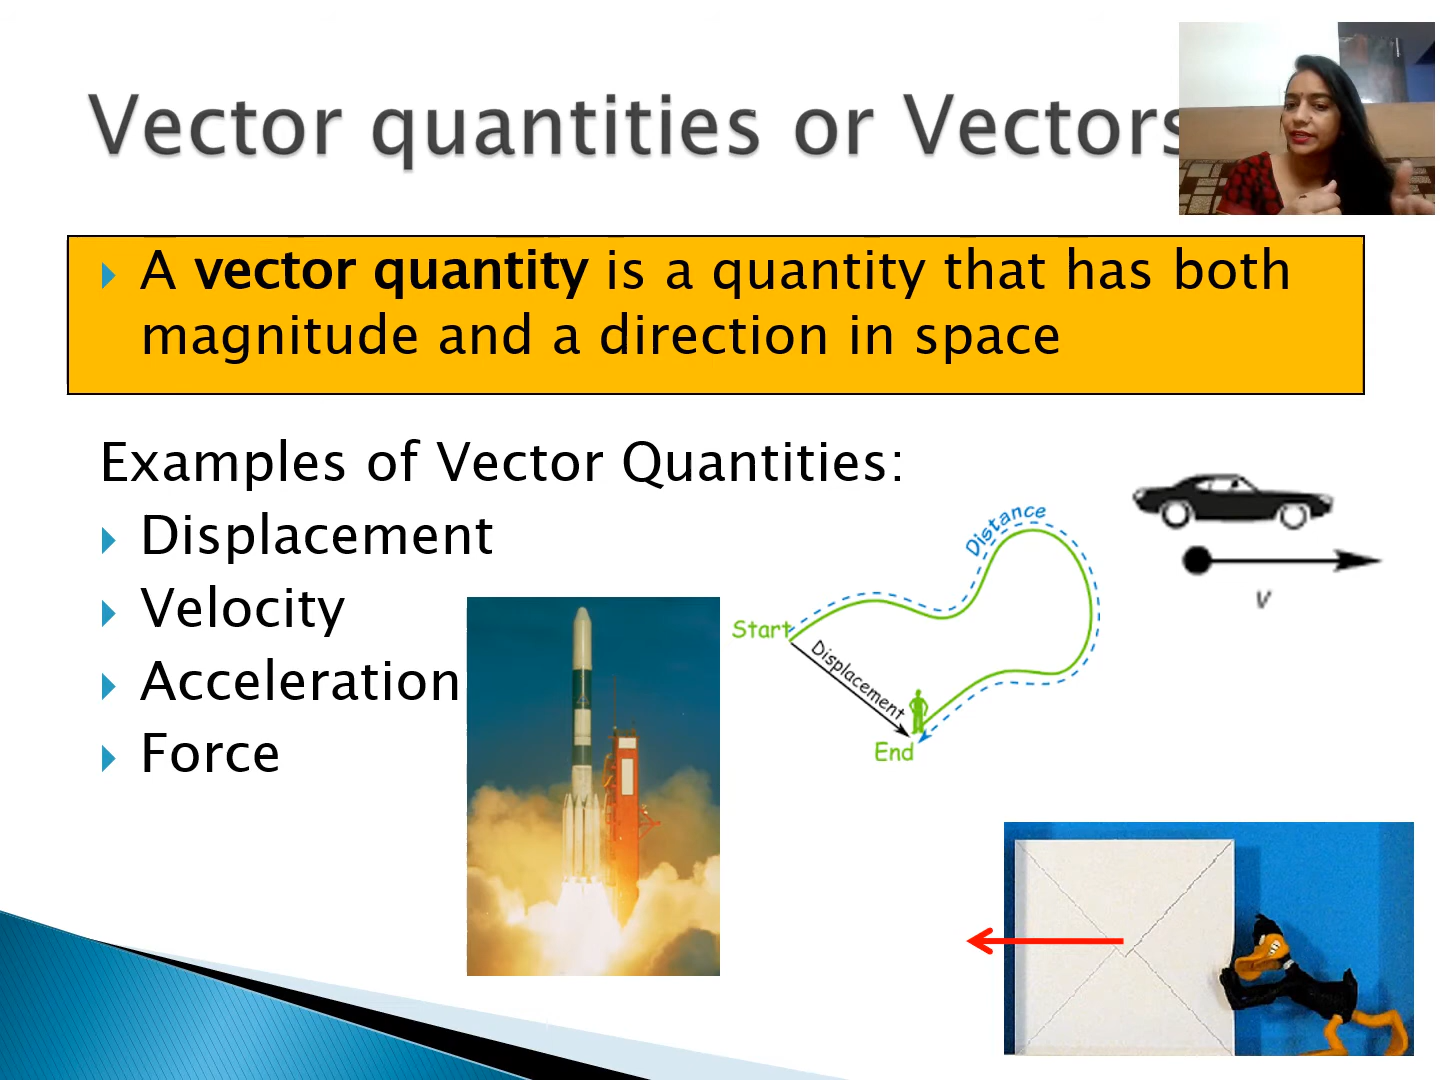 Vector quantities or Vectors
A vector quantity is a quantity that has both
magnitude and a direction in space
Examples of Vector Quantities:
Displacement
Velocity
Acceleration
Force
Distance
Start
Displacement
End
v